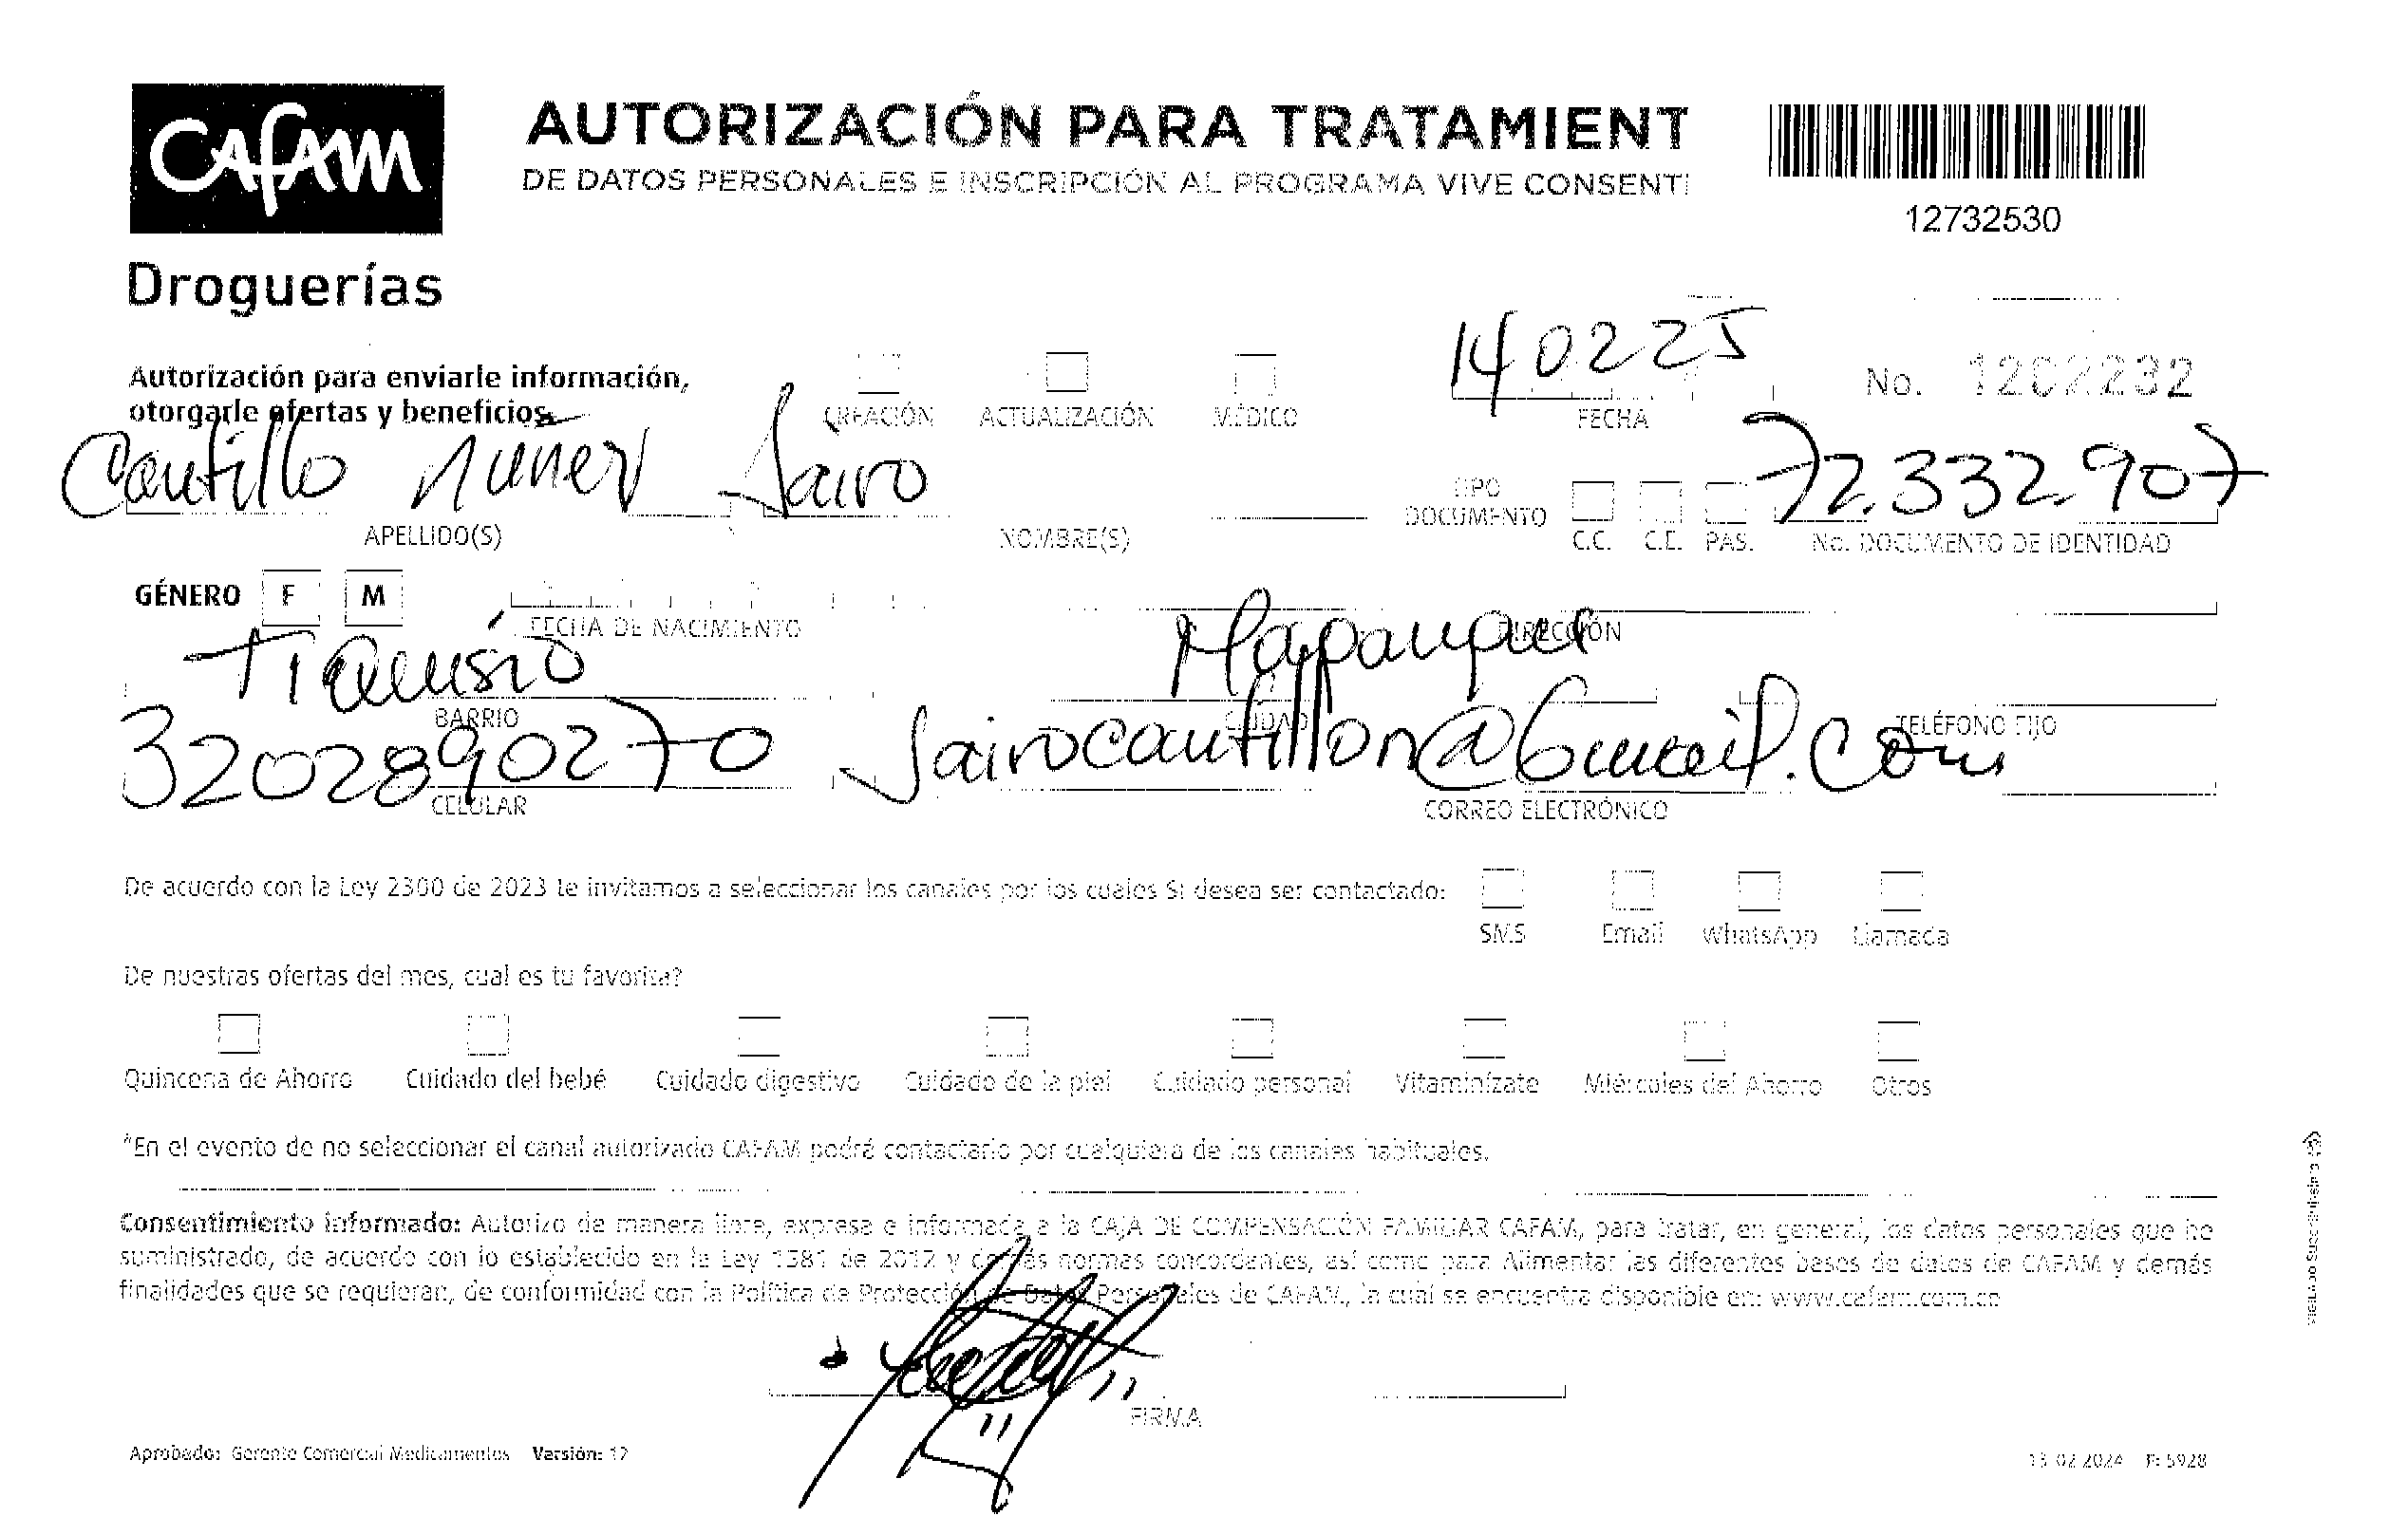 CAFAM
Droguerías
AUTORIZACIÓN PARA TRATAMIENT
DE DATOS PERSONALES E INSCRIPCIÓN AL PROGRAMA VIVE CONSENTI
12732530
Autorización para enviarle información,
otorgarle ofertas y beneficios
CREACIÓN ACTUALIZACIÓN MÉDICO
140225
FECHA
No. 1202232
Cantillo Nuñez Jairo 72.332.907
APELLIDO(S) NOMBRE(S) TIPO DOCUMENTO C.C. C.E. PAS. No. DOCUMENTO DE IDENTIDAD
GÉNERO F M
FECHA DE NACIMIENTO DIRECCIÓN
BARRIO CIUDAD TELÉFONO FIJO
3202890270 Jairocantillon@Gmail.com
CELULAR CORREO ELECTRÓNICO
De acuerdo con la Ley 2300 de 2023 te invitamos a seleccionar los canales por los cuales SI desea ser contactado:
SMS Email WhatsApp Llamada
De nuestras ofertas del mes, cual es tu favorita?
Quincena de Ahorro Cuidado del bebé Cuidado digestivo Cuidado de la piel Cuidado personal Vitaminízate Miércoles del Ahorro Otros
*En el evento de no seleccionar el canal autorizado CAFAM podrá contactarlo por cualquiera de los canales habituales.
Consentimiento informado: Autorizo de manera libre, expresa e informada a la CAJA DE COMPENSACIÓN FAMILIAR CAFAM, para tratar, en general, los datos personales que he
suministrado, de acuerdo con lo establecido en la Ley 1581 de 2012 y demás normas concordantes, así como para Alimentar las diferentes bases de datos de CAFAM y demás
finalidades que se requieran, de conformidad con la Política de Protección de Datos Personales de CAFAM, la cual se encuentra disponible en: www.cafam.com.co
FIRMA
Aprobado: Gerente Comercial Medicamentos Versión: 12
13 02 2024 F: 5928